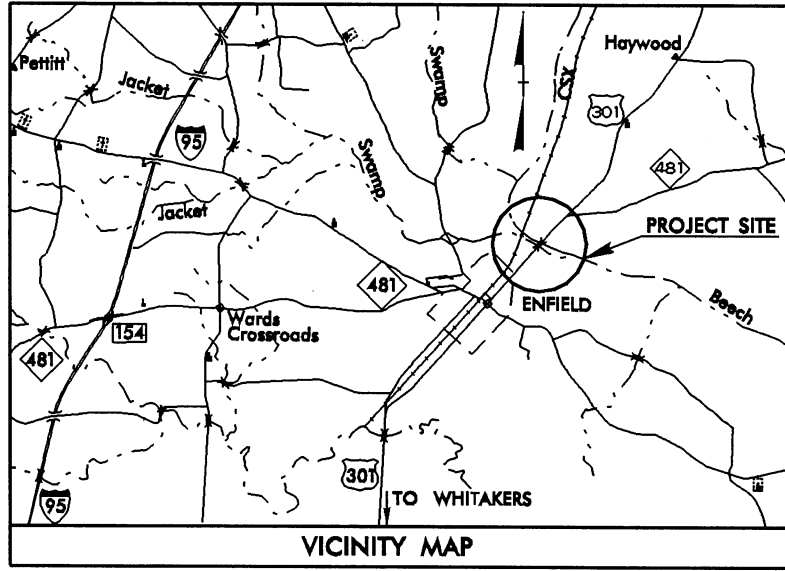 Pettitt
Jacket
95
Swamp
Swamp
CSX
Haywood
301
481
Jacket
PROJECT SITE
481
ENFIELD
Beech
154
Wards
Crossroads
481
301
95
TO WHITAKERS
VICINITY MAP